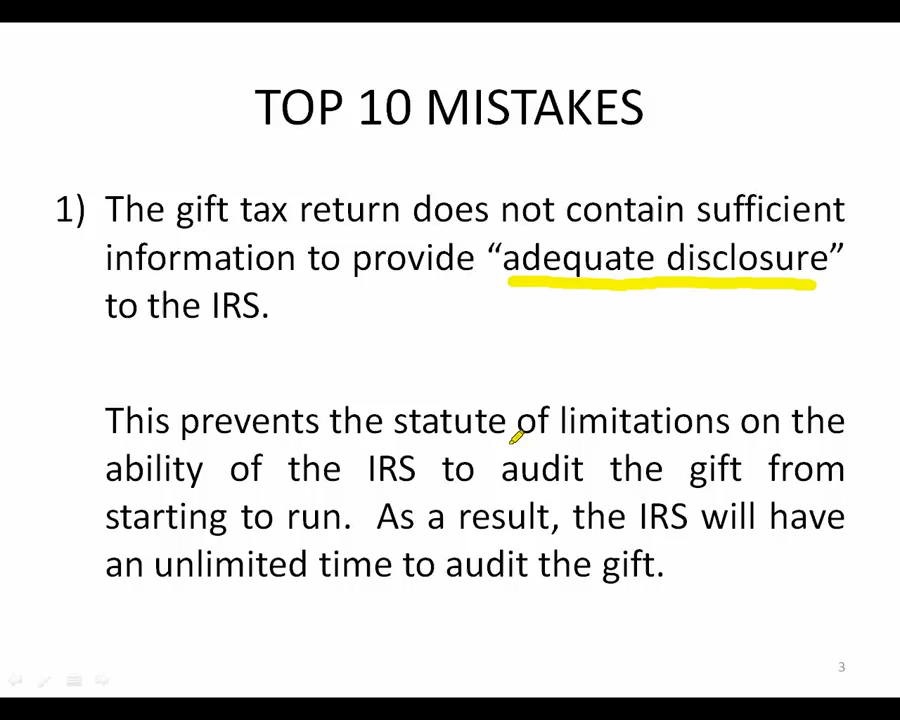 TOP 10 MISTAKES
1) The gift tax return does not contain sufficient
information to provide “adequate disclosure”
to the IRS.
This prevents the statute of limitations on the
ability of the IRS to audit the gift from
starting to run. As a result, the IRS will have
an unlimited time to audit the gift.
3